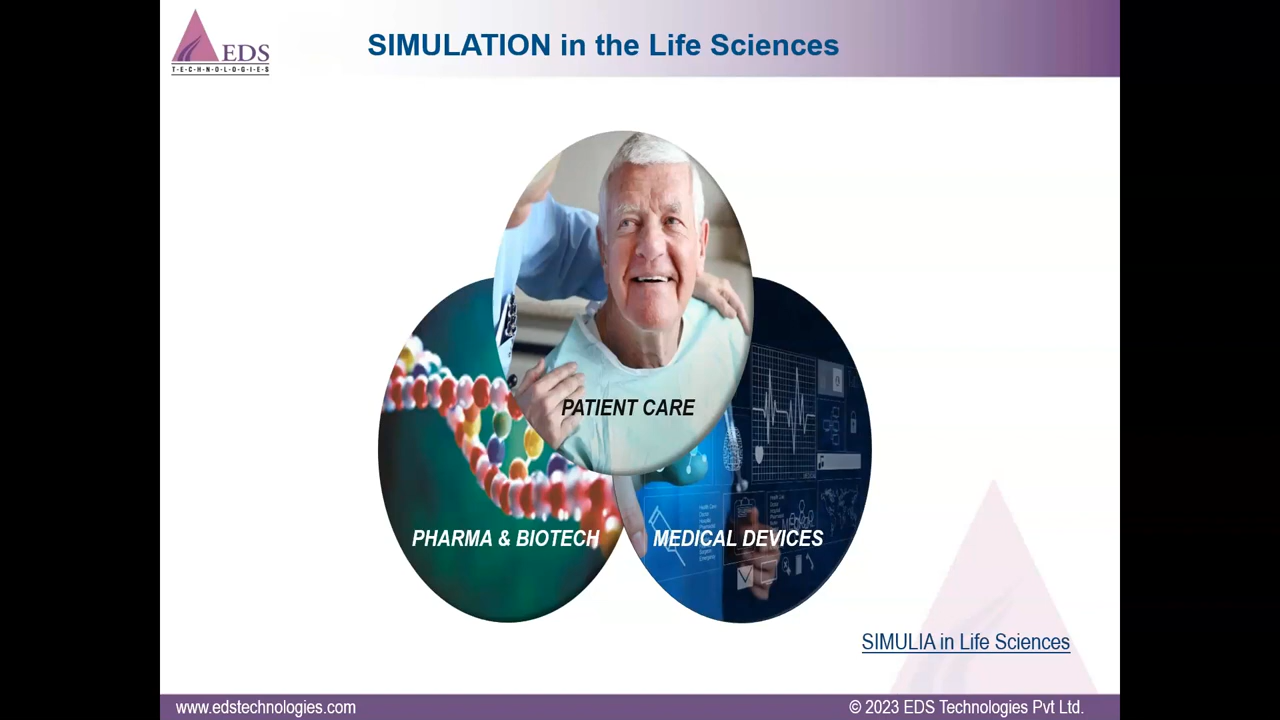 EDS
T·E·C·H·N·O·L·O·G·I·E·S
SIMULATION in the Life Sciences
PATIENT CARE
PHARMA & BIOTECH
MEDICAL DEVICES
SIMULIA in Life Sciences
www.edstechnologies.com
© 2023 EDS Technologies Pvt Ltd.